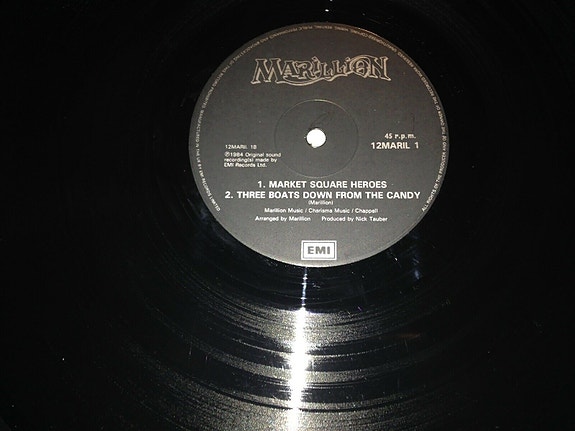 MARILLION
45 r.p.m.
12MARIL 1B
12MARIL 1
℗1984 Original sound
recording(s) made by
EMI Records Ltd.
1. MARKET SQUARE HEROES
2. THREE BOATS DOWN FROM THE CANDY
(Marillion)
Marillion Music / Charisma Music / Chappell
Arranged by Marillion Produced by Nick Tauber
EMI